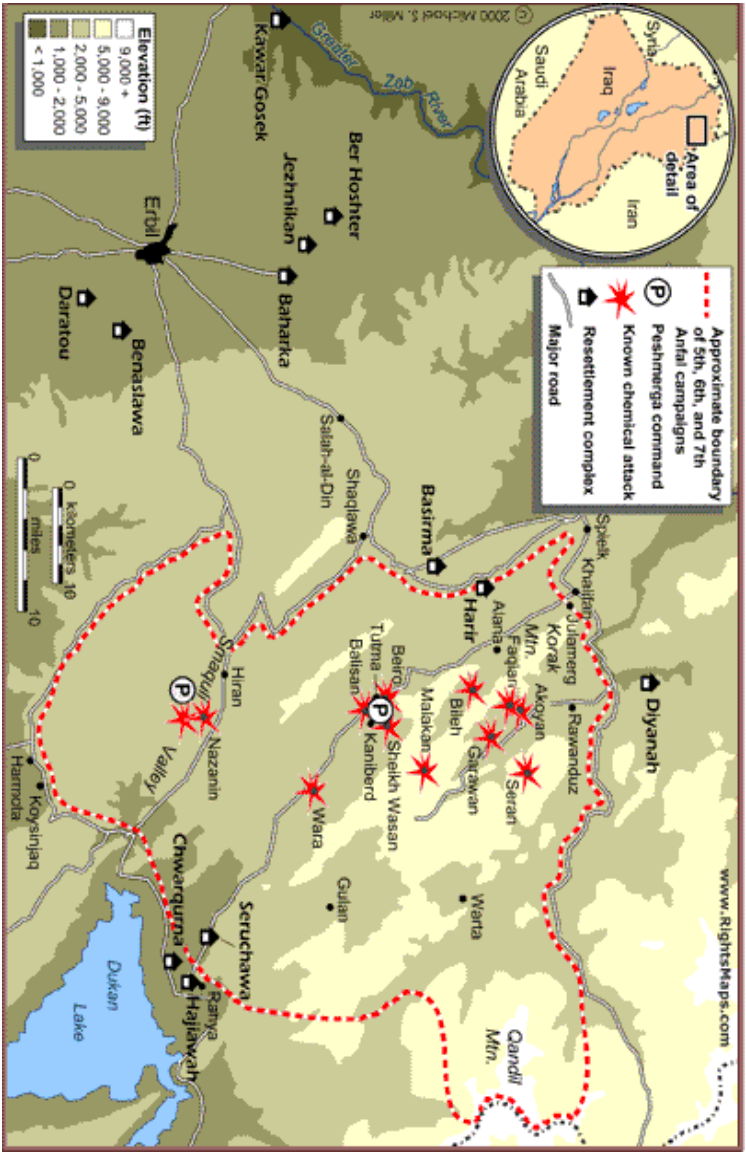 www.RightsMaps.com
Area of
detail
Syria
Iraq
Iran
Saudi
Arabia
Approximate boundary
of 5th, 6th, and 7th
Anfal campaigns
P
Peshmerga command
Known chemical attack
Resettlement complex
Major road
© 2000 Michael S. Miller
Greater Zab River
Diyanah
Spielk
Khalifan
Julamerg
Rawanduz
Korak
Mtn.
Akoyan
Faqian
Seran
Alana
Harir
Garawan
Bileh
Warta
Qandil
Mtn.
Basirma
Malakan
Beiro
Tutma
Balisan
P
Sheikh Wasan
Kaniberd
Shaqlawa
Salah-al-Din
Ber Hoshter
Jezhnikan
Baharka
Kawar Gosek
Wara
Gulan
Seruchawa
Hiran
Nazanin
P
Smaquli Valley
Ranya
Hajiawah
Chwarqurna
Erbil
Benaslawa
Daratou
Koysinjaq
Harmota
Dukan
Lake
Elevation (ft)
9,000 +
5,000 - 9,000
2,000 - 5,000
1,000 - 2,000
< 1,000
0 kilometers 10
0 miles 10